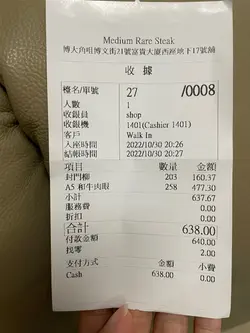 Medium Rare Steak
博大角咀博文街21號富貴大廈西座地下17號舖
收據
檯名/單號 27 /0008
人數 1
收銀員 shop
收銀機 1401(Cashier 1401)
客戶 Walk In
入座時間 2022/10/30 20:26
結帳時間 2022/10/30 20:27
項目 數量 金額
封門柳 203 160.37
A5 和牛肉眼 258 477.30
小計 637.67
服務費 0.00
折扣 0.00
合計 638.00
付款金額 640.00
找零 2.00
支付方式 金額 小費
Cash 638.00 0.00